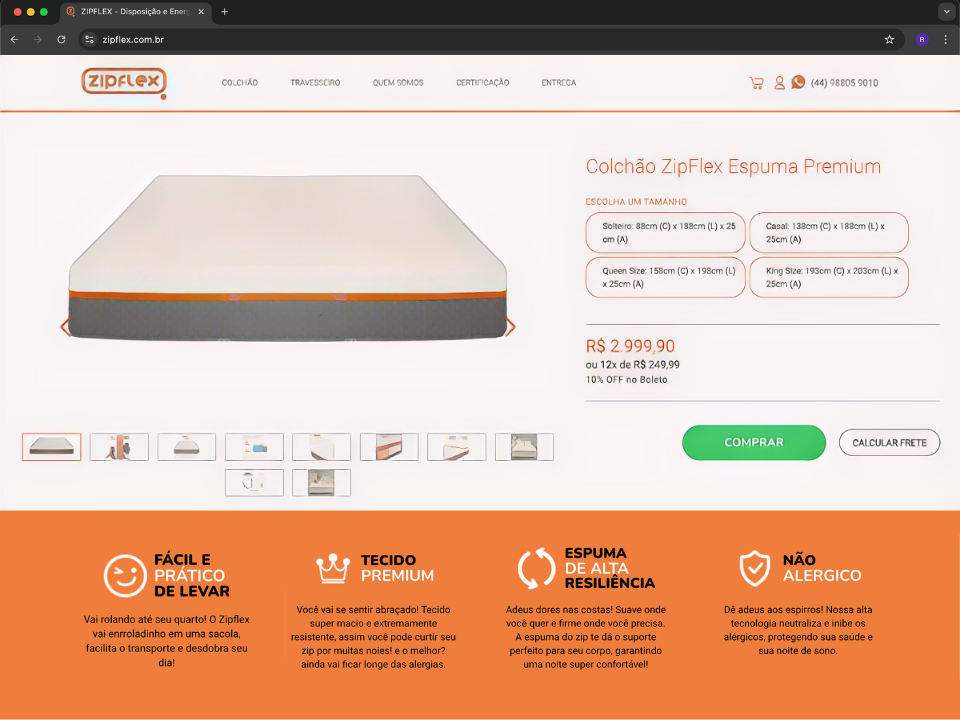 ZIPFLEX - Disposição e Energ
zipflex.com.br
R
zipflex
COLCHÃO
TRAVESSEIRO
QUEM SOMOS
CERTIFICAÇÃO
ENTREGA
(44) 98805 9010
Colchão ZipFlex Espuma Premium
ESCOLHA UM TAMANHO
Solteiro: 88cm (C) x 188cm (L) x 25
cm (A)
Casal: 138cm (C) x 188cm (L) x
25cm (A)
Queen Size: 158cm (C) x 198cm (L)
x 25cm (A)
King Size: 193cm (C) x 203cm (L) x
25cm (A)
R$ 2.999,90
ou 12x de R$ 249,99
10% OFF no Boleto
COMPRAR
CALCULAR FRETE
FÁCIL E
PRÁTICO
DE LEVAR
Vai rolando até seu quarto! O Zipflex
vai enrroladinho em uma sacola,
facilita o transporte e desdobra seu
dia!
TECIDO
PREMIUM
Você vai se sentir abraçado! Tecido
super macio e extremamente
resistente, assim você pode curtir seu
zip por muitas noies! e o melhor?
ainda vai ficar longe das alergias.
ESPUMA
DE ALTA
RESILIÊNCIA
Adeus dores nas costas! Suave onde
você quer e firme onde você precisa.
A espuma do zip te dá o suporte
perfeito para seu corpo, garantindo
uma noite super confortável!
NÃO
ALERGICO
Dê adeus aos espirros! Nossa alta
tecnologia neutraliza e inibe os
alérgicos, protegendo sua saúde e
sua noite de sono.